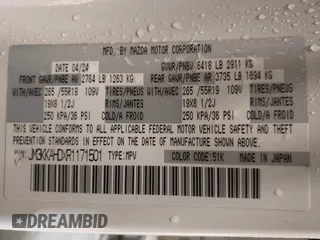 MFD. BY MAZDA MOTOR CORPORATION
DATE 04/24 GVWR/PNBV 6418 LB 2911 KG
FRONT GAWR/PNBE AV 2784 LB 1263 KG REAR GAWR/PNBE AR 3735 LB 1694 KG
WITH/AVEC 265 /55R19 109V WITH/AVEC 265 /55R19 109V
19X8 1/2J 19X8 1/2J
250 KPA/36 PSI COLD/A FROID 250 KPA/36 PSI COLD/A FROID
THIS VEHICLE CONFORMS TO ALL APPLICABLE FEDERAL MOTOR VEHICLE
SAFETY, BUMPER, AND THEFT PREVENTION STANDARDS
IN EFFECT ON THE DATE OF MANUFACTURE SHOWN ABOVE.
JM3KKAHDXR1171501 TYPE:MPV COLOR CODE:51K MADE IN JAPAN
DREAMBID